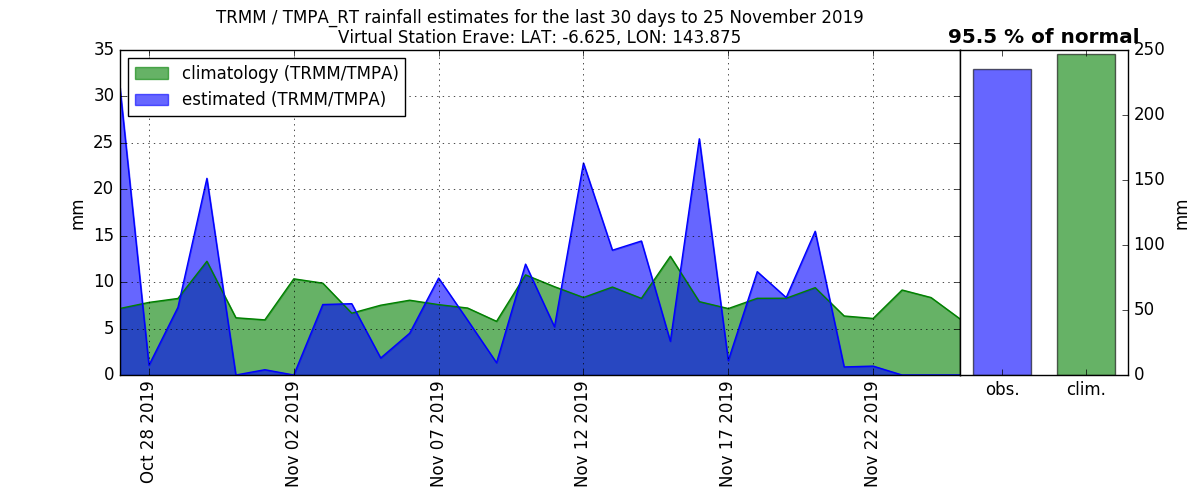 TRMM / TMPA_RT rainfall estimates for the last 30 days to 25 November 2019
Virtual Station Erave: LAT: -6.625, LON: 143.875
95.5 % of normal
climatology (TRMM/TMPA)
estimated (TRMM/TMPA)
35
30
25
20
15
10
5
0
mm
Oct 28 2019
Nov 02 2019
Nov 07 2019
Nov 12 2019
Nov 17 2019
Nov 22 2019
obs.
clim.
250
200
150
100
50
0
mm